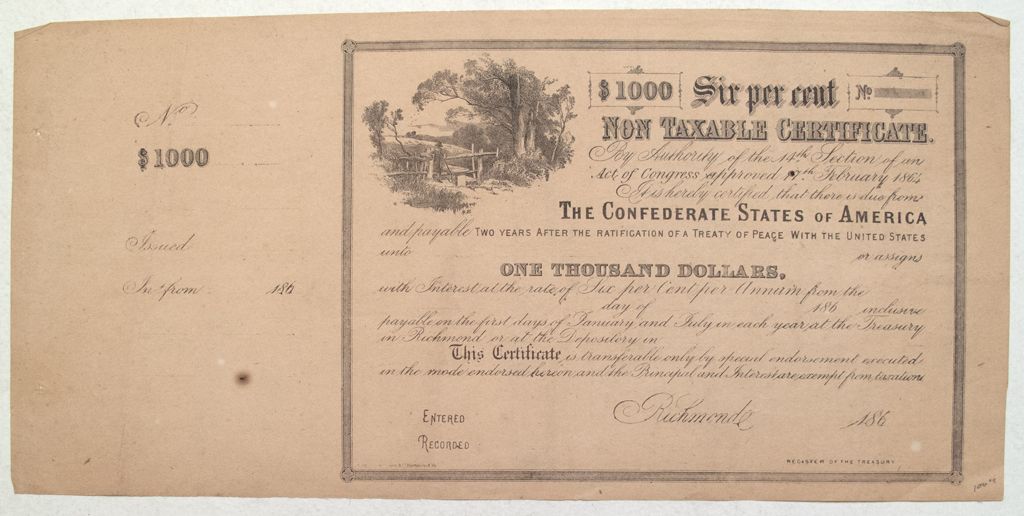 No
$1000
Issued
Int from 186
$1000 Six per cent No
NON TAXABLE CERTIFICATE.
By Authority of the 14th Section of an
Act of Congress approved 17th February 1864
It is hereby certified that there is due from
THE CONFEDERATE STATES OF AMERICA
and payable TWO YEARS AFTER THE RATIFICATION OF A TREATY OF PEACE WITH THE UNITED STATES
unto or assigns
ONE THOUSAND DOLLARS,
with Interest at the rate of Six per Cent per Annum from the
day of 186 inclusive
payable on the first days of January and July in each year at the Treasury
in Richmond or at the Depository in
This Certificate is transferable only by special endorsement executed
in the mode endorsed hereon and the Principal and Interest are exempt from taxation
Richmond 186
ENTERED
RECORDED
REGISTER OF THE TREASURY